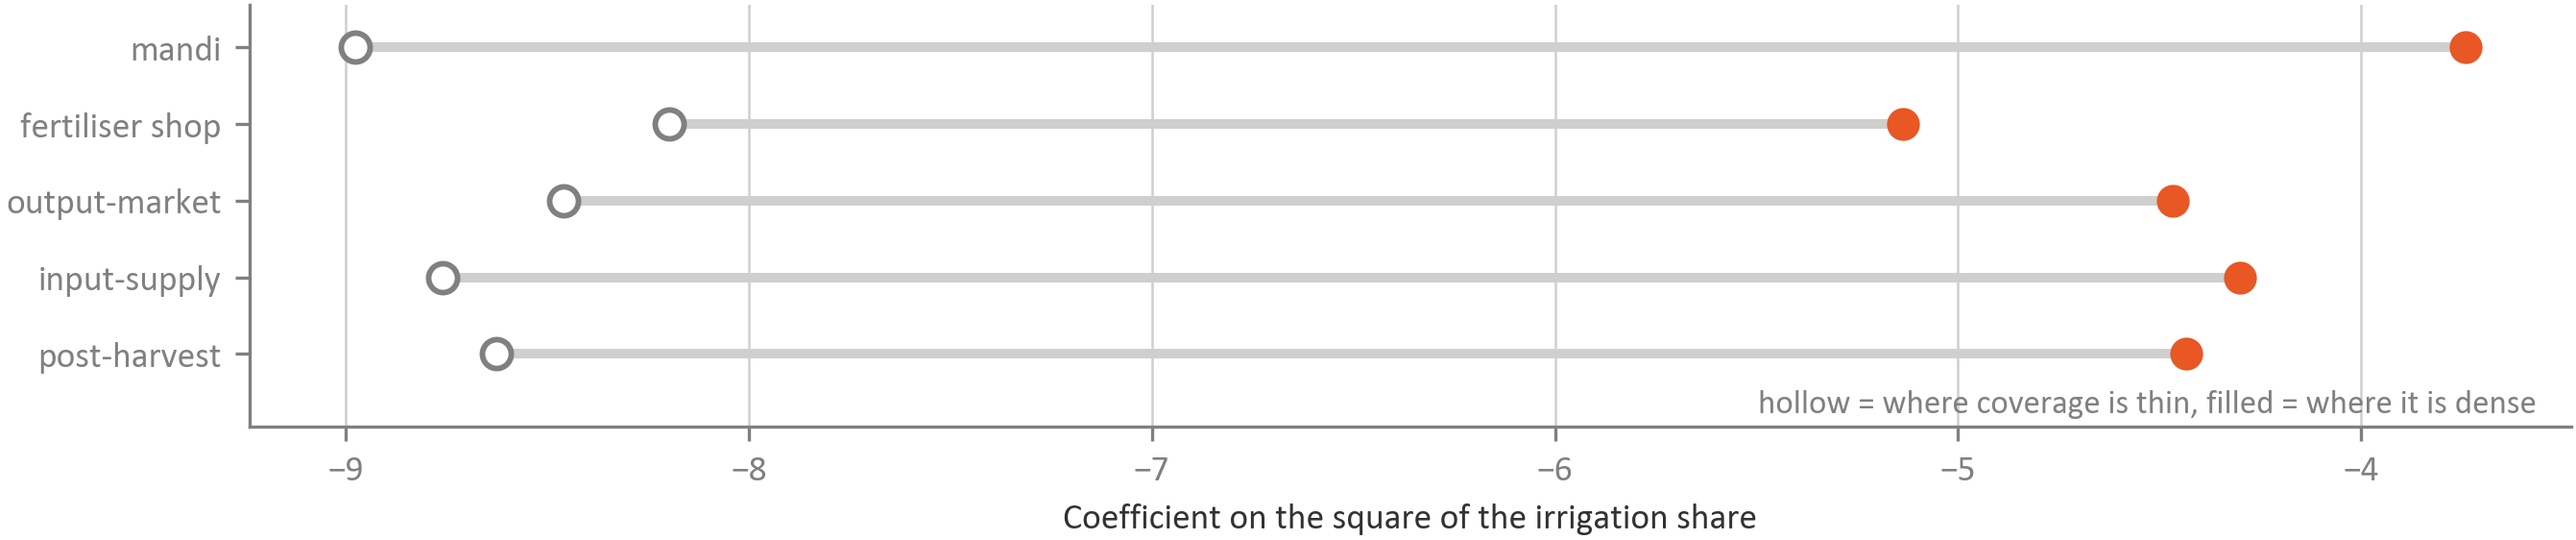 mandi
fertiliser shop
output-market
input-supply
post-harvest
hollow = where coverage is thin, filled = where it is dense
−9 −8 −7 −6 −5 −4
Coefficient on the square of the irrigation share